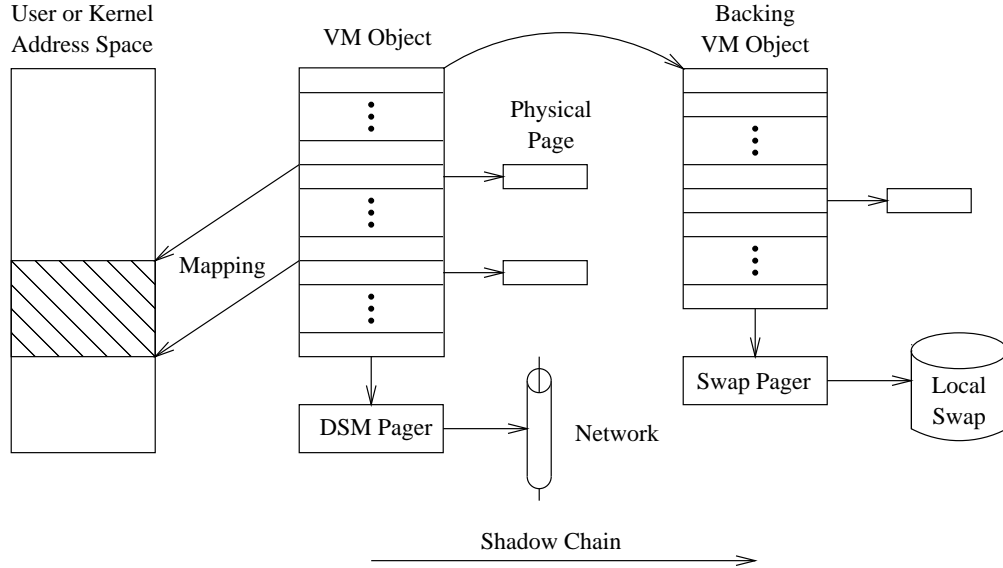 User or Kernel
Address Space
VM Object
Backing
VM Object
Physical
Page
Mapping
DSM Pager
Network
Swap Pager
Local
Swap
Shadow Chain